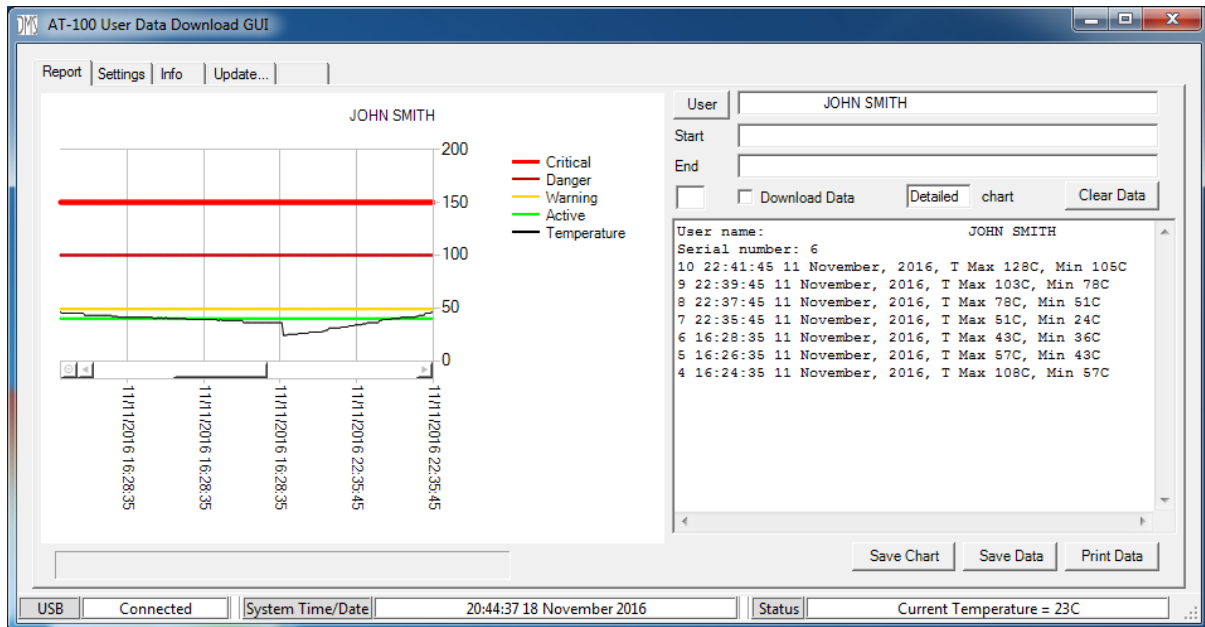 DMS AT-100 User Data Download GUI
Report Settings Info Update...
JOHN SMITH
200
150
100
50
0
Critical
Danger
Warning
Active
Temperature
11/11/2016 16:28:35
11/11/2016 16:28:35
11/11/2016 16:28:35
11/11/2016 22:35:45
11/11/2016 22:35:45
User JOHN SMITH
Start
End
Download Data Detailed chart Clear Data
User name: JOHN SMITH
Serial number: 6
10 22:41:45 11 November, 2016, T Max 128C, Min 105C
9 22:39:45 11 November, 2016, T Max 103C, Min 78C
8 22:37:45 11 November, 2016, T Max 78C, Min 51C
7 22:35:45 11 November, 2016, T Max 51C, Min 24C
6 16:28:35 11 November, 2016, T Max 43C, Min 36C
5 16:26:35 11 November, 2016, T Max 57C, Min 43C
4 16:24:35 11 November, 2016, T Max 108C, Min 57C
Save Chart Save Data Print Data
USB Connected System Time/Date 20:44:37 18 November 2016 Status Current Temperature = 23C